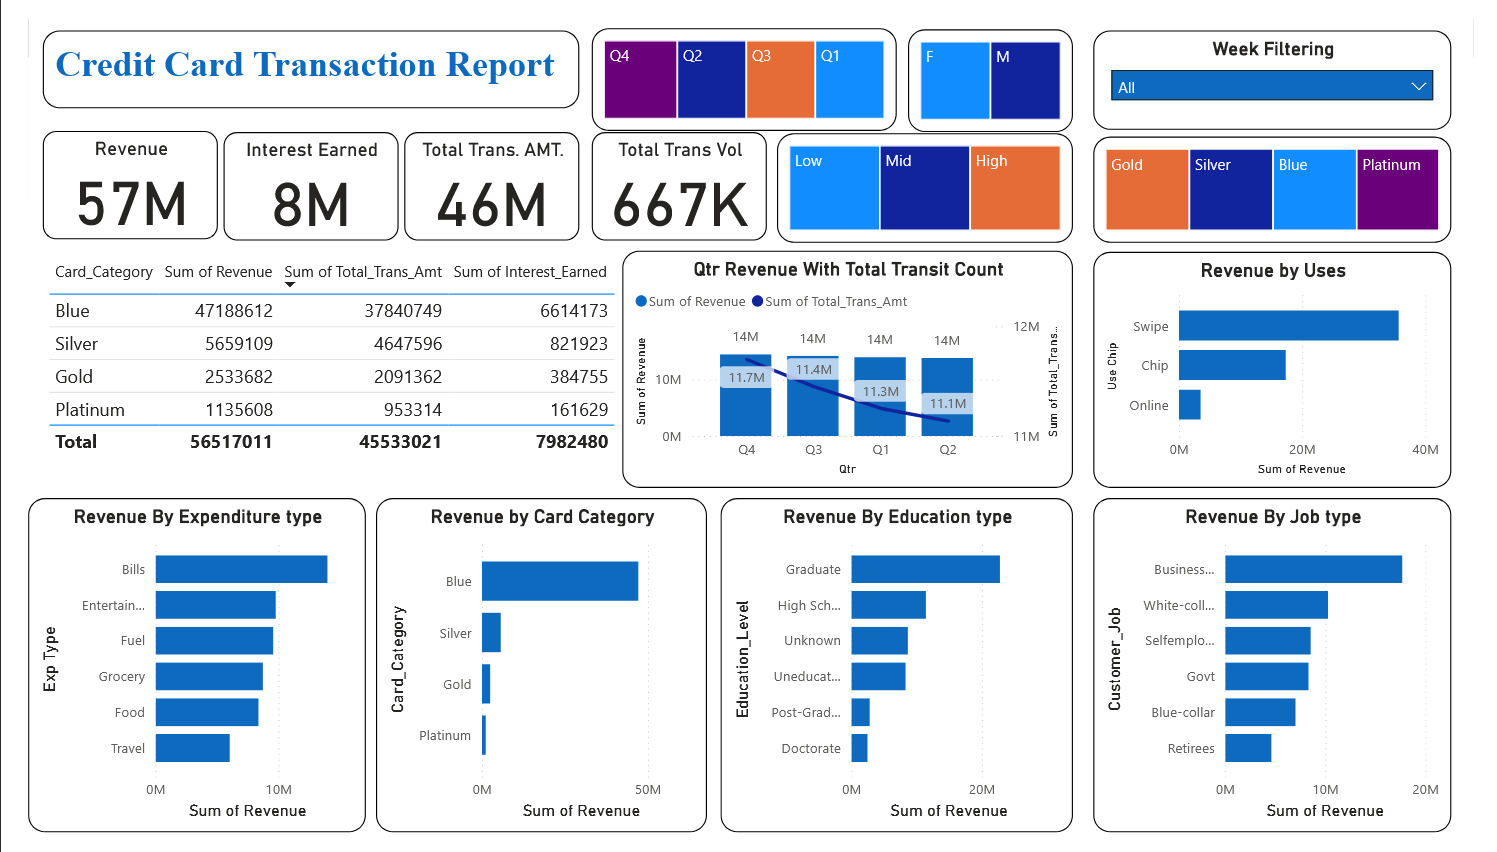 Credit Card Transaction Report
Q4 Q2 Q3 Q1
F M
Week Filtering
All
Revenue
57M
Interest Earned
8M
Total Trans. AMT.
46M
Total Trans Vol
667K
Low Mid High
Gold Silver Blue Platinum
Card_Category Sum of Revenue Sum of Total_Trans_Amt Sum of Interest_Earned
Blue 47188612 37840749 6614173
Silver 5659109 4647596 821923
Gold 2533682 2091362 384755
Platinum 1135608 953314 161629
Total 56517011 45533021 7982480
Qtr Revenue With Total Transit Count
Sum of Revenue Sum of Total_Trans_Amt
Sum of Revenue
10M
0M
14M 14M 14M 14M
11.7M 11.4M 11.3M 11.1M
12M
11M
Sum of Total_Trans...
Q4 Q3 Q1 Q2
Qtr
Revenue by Uses
Use Chip
Swipe
Chip
Online
0M 20M 40M
Sum of Revenue
Revenue By Expenditure type
Exp Type
Bills
Entertain...
Fuel
Grocery
Food
Travel
0M 10M
Sum of Revenue
Revenue by Card Category
Card_Category
Blue
Silver
Gold
Platinum
0M 50M
Sum of Revenue
Revenue By Education type
Education_Level
Graduate
High Sch...
Unknown
Uneducat...
Post-Grad...
Doctorate
0M 20M
Sum of Revenue
Revenue By Job type
Customer_Job
Business...
White-coll...
Selfemplo...
Govt
Blue-collar
Retirees
0M 10M 20M
Sum of Revenue